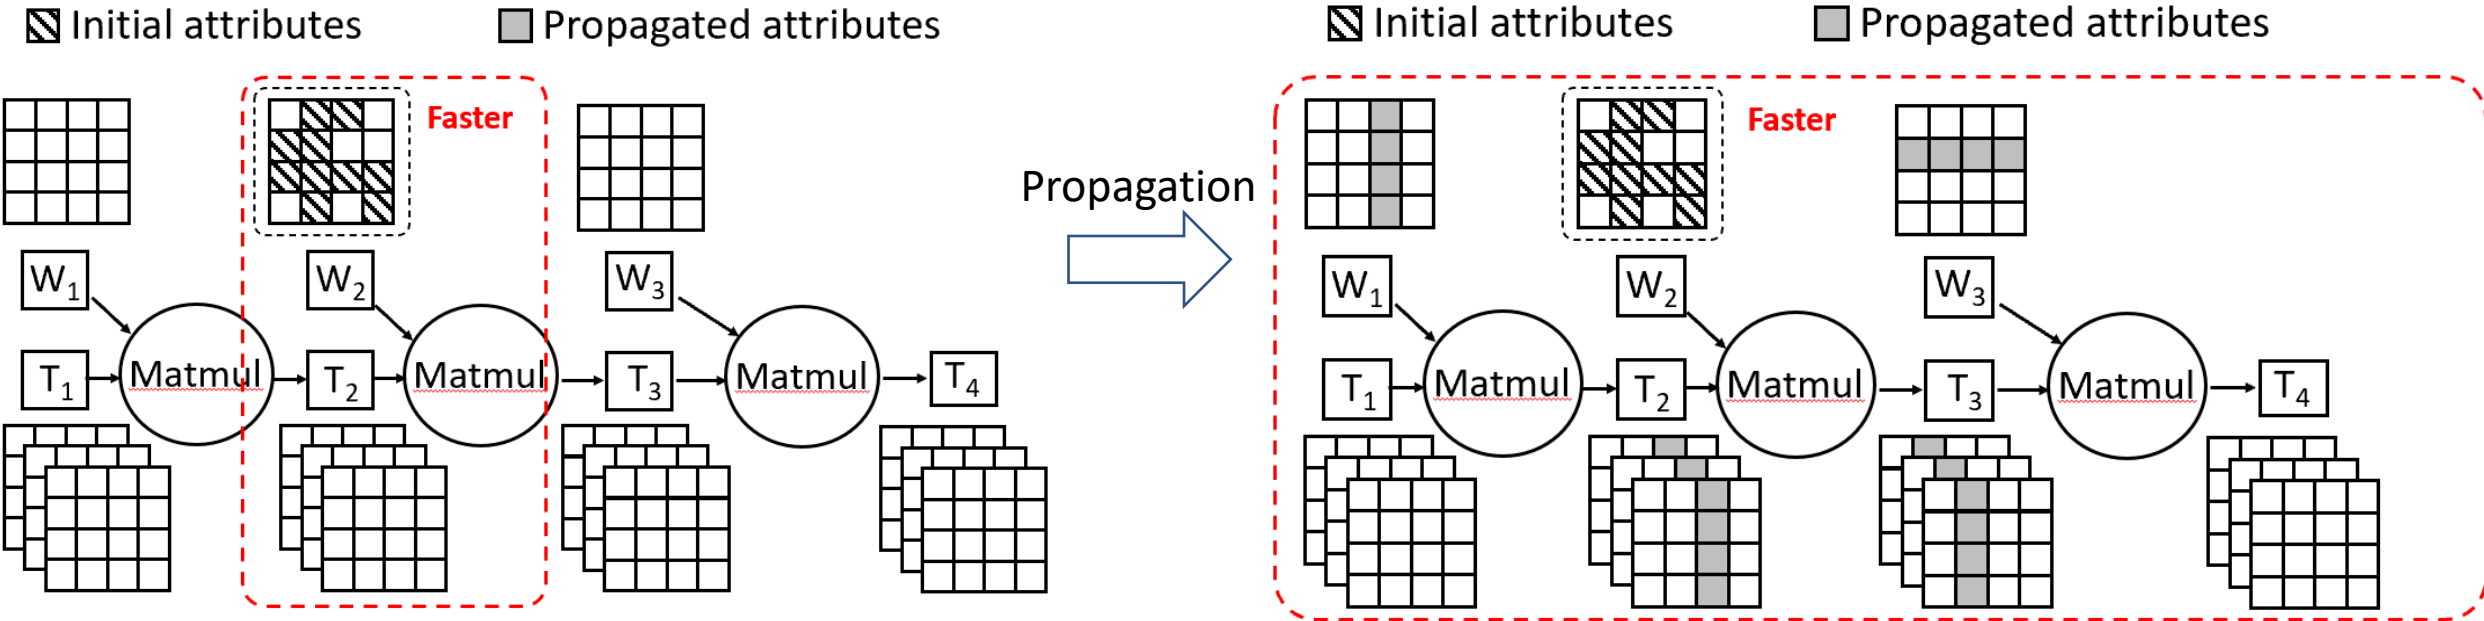 Initial attributes
Propagated attributes
Faster
W1
W2
W3
T1
Matmul
T2
Matmul
T3
Matmul
T4
Propagation
Initial attributes
Propagated attributes
Faster
W1
W2
W3
T1
Matmul
T2
Matmul
T3
Matmul
T4